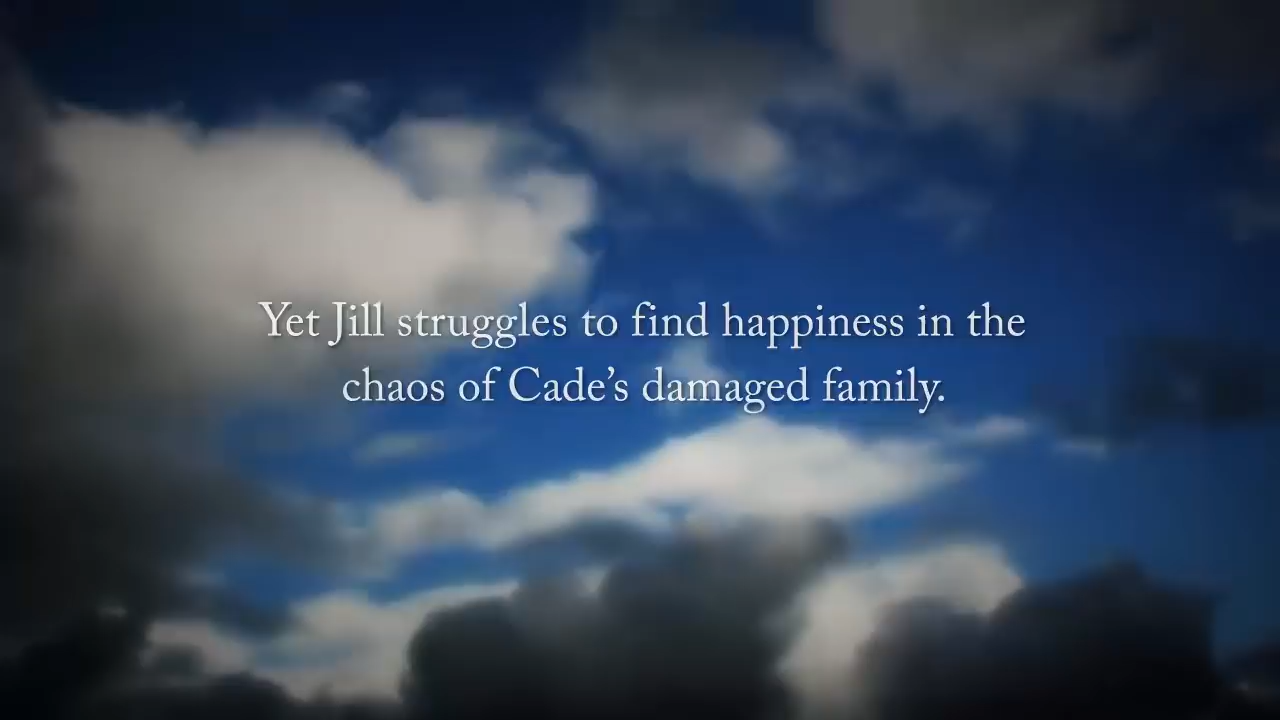 Yet Jill struggles to find happiness in the
chaos of Cade’s damaged family.